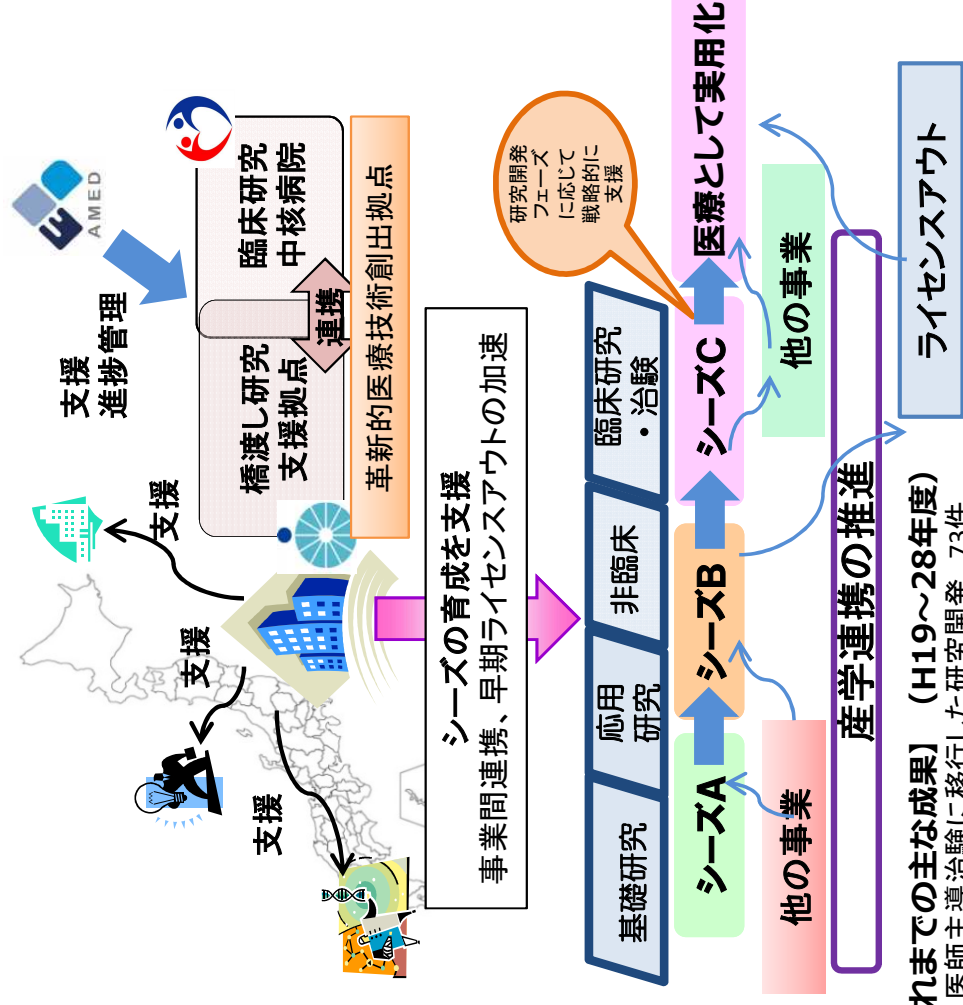 AMED
支援
進捗管理
支援
支援
支援
橋渡し研究
支援拠点
臨床研究
中核病院
連携
革新的医療技術創出拠点
シーズの育成を支援
事業間連携、早期ライセンスアウトの加速
研究開発
フェーズ
に応じて
戦略的に
支援
基礎研究
応用
研究
非臨床
臨床研究
・治験
シーズA
シーズB
シーズC
医療として実用化
他の事業
他の事業
産学連携の推進
ライセンスアウト
れまでの主な成果】 (H19～28年度)
医師主導治験に移行した研究開発 73件